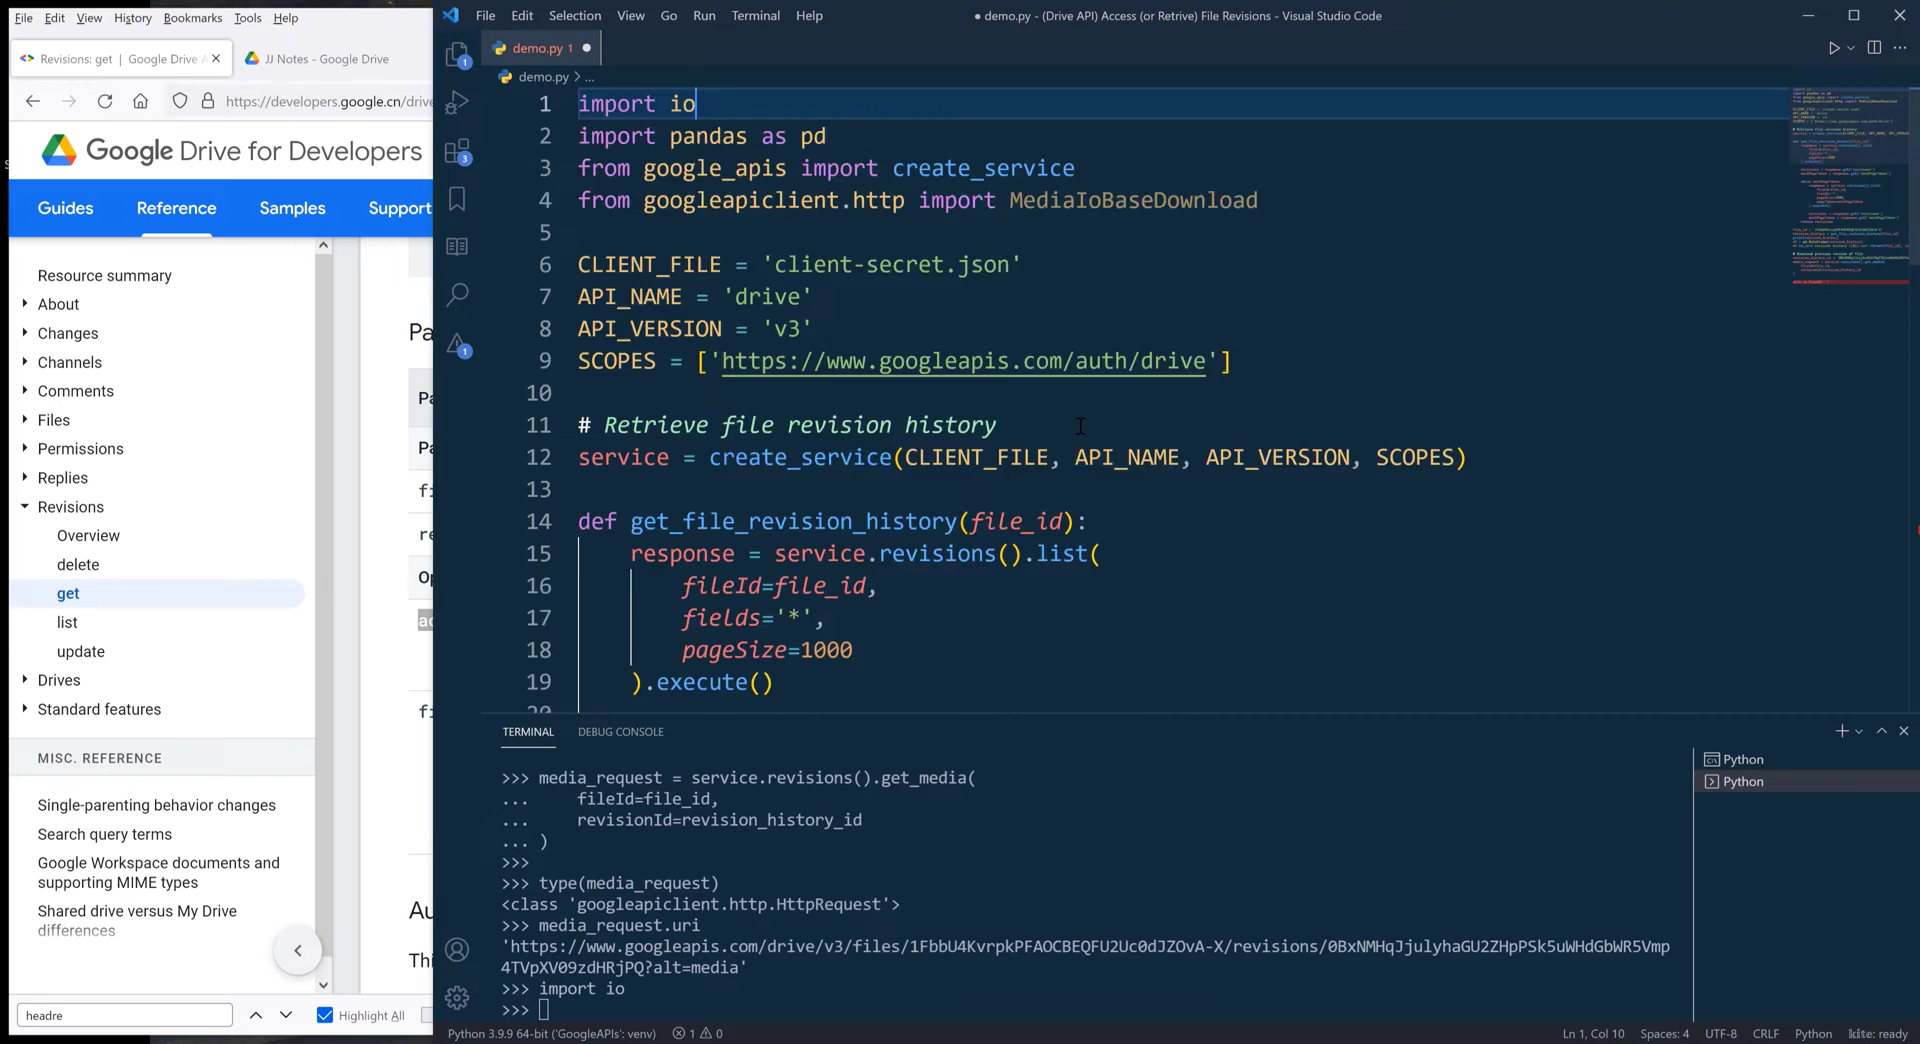 File Edit View History Bookmarks Tools Help
Revisions: get | Google Drive
JJ Notes - Google Drive
https://developers.google.cn/drive
Google Drive for Developers
Guides Reference Samples Support
Resource summary
About
Changes
Channels
Comments
Files
Permissions
Replies
Revisions
Overview
delete
get
list
update
Drives
Standard features
MISC. REFERENCE
Single-parenting behavior changes
Search query terms
Google Workspace documents and
supporting MIME types
Shared drive versus My Drive
differences
headre
Highlight All
File Edit Selection View Go Run Terminal Help
● demo.py - (Drive API) Access (or Retrive) File Revisions - Visual Studio Code
demo.py 1
demo.py > ...
1 import io
2 import pandas as pd
3 from google_apis import create_service
4 from googleapiclient.http import MediaIoBaseDownload
5
6 CLIENT_FILE = 'client-secret.json'
7 API_NAME = 'drive'
8 API_VERSION = 'v3'
9 SCOPES = ['https://www.googleapis.com/auth/drive']
10
11 # Retrieve file revision history
12 service = create_service(CLIENT_FILE, API_NAME, API_VERSION, SCOPES)
13
14 def get_file_revision_history(file_id):
15 response = service.revisions().list(
16 fileId=file_id,
17 fields='*',
18 pageSize=1000
19 ).execute()
20
TERMINAL DEBUG CONSOLE
>>> media_request = service.revisions().get_media(
... fileId=file_id,
... revisionId=revision_history_id
... )
>>>
>>> type(media_request)
<class 'googleapiclient.http.HttpRequest'>
>>> media_request.uri
'https://www.googleapis.com/drive/v3/files/1FbbU4KvrpkPFAOCBEQFU2Uc0dJZOvA-X/revisions/0BxNMHqJjulyhaGU2ZHpPSk5uWHdGbWR5Vmp
4TVpXV09zdHRjPQ?alt=media'
>>> import io
>>>
Python
Python
Python 3.9.9 64-bit ('GoogleAPIs': venv) 1 0
Ln 1, Col 10 Spaces: 4 UTF-8 CRLF Python kite: ready